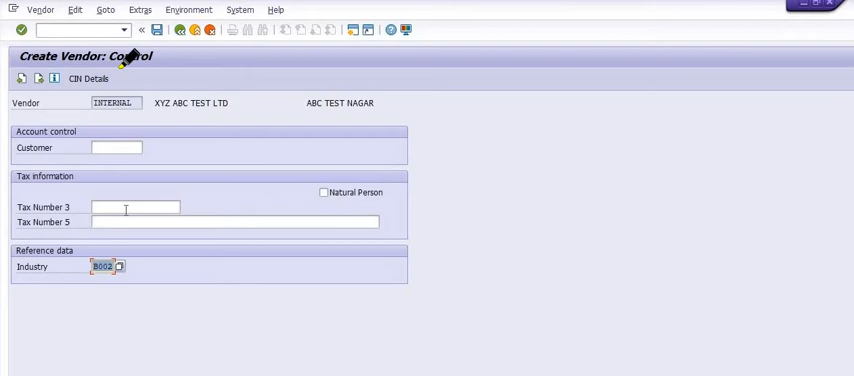 Vendor Edit Goto Extras Environment System Help
Create Vendor: Control
CIN Details
Vendor INTERNAL XYZ ABC TEST LTD ABC TEST NAGAR
Account control
Customer
Tax information
Natural Person
Tax Number 3
Tax Number 5
Reference data
Industry B002